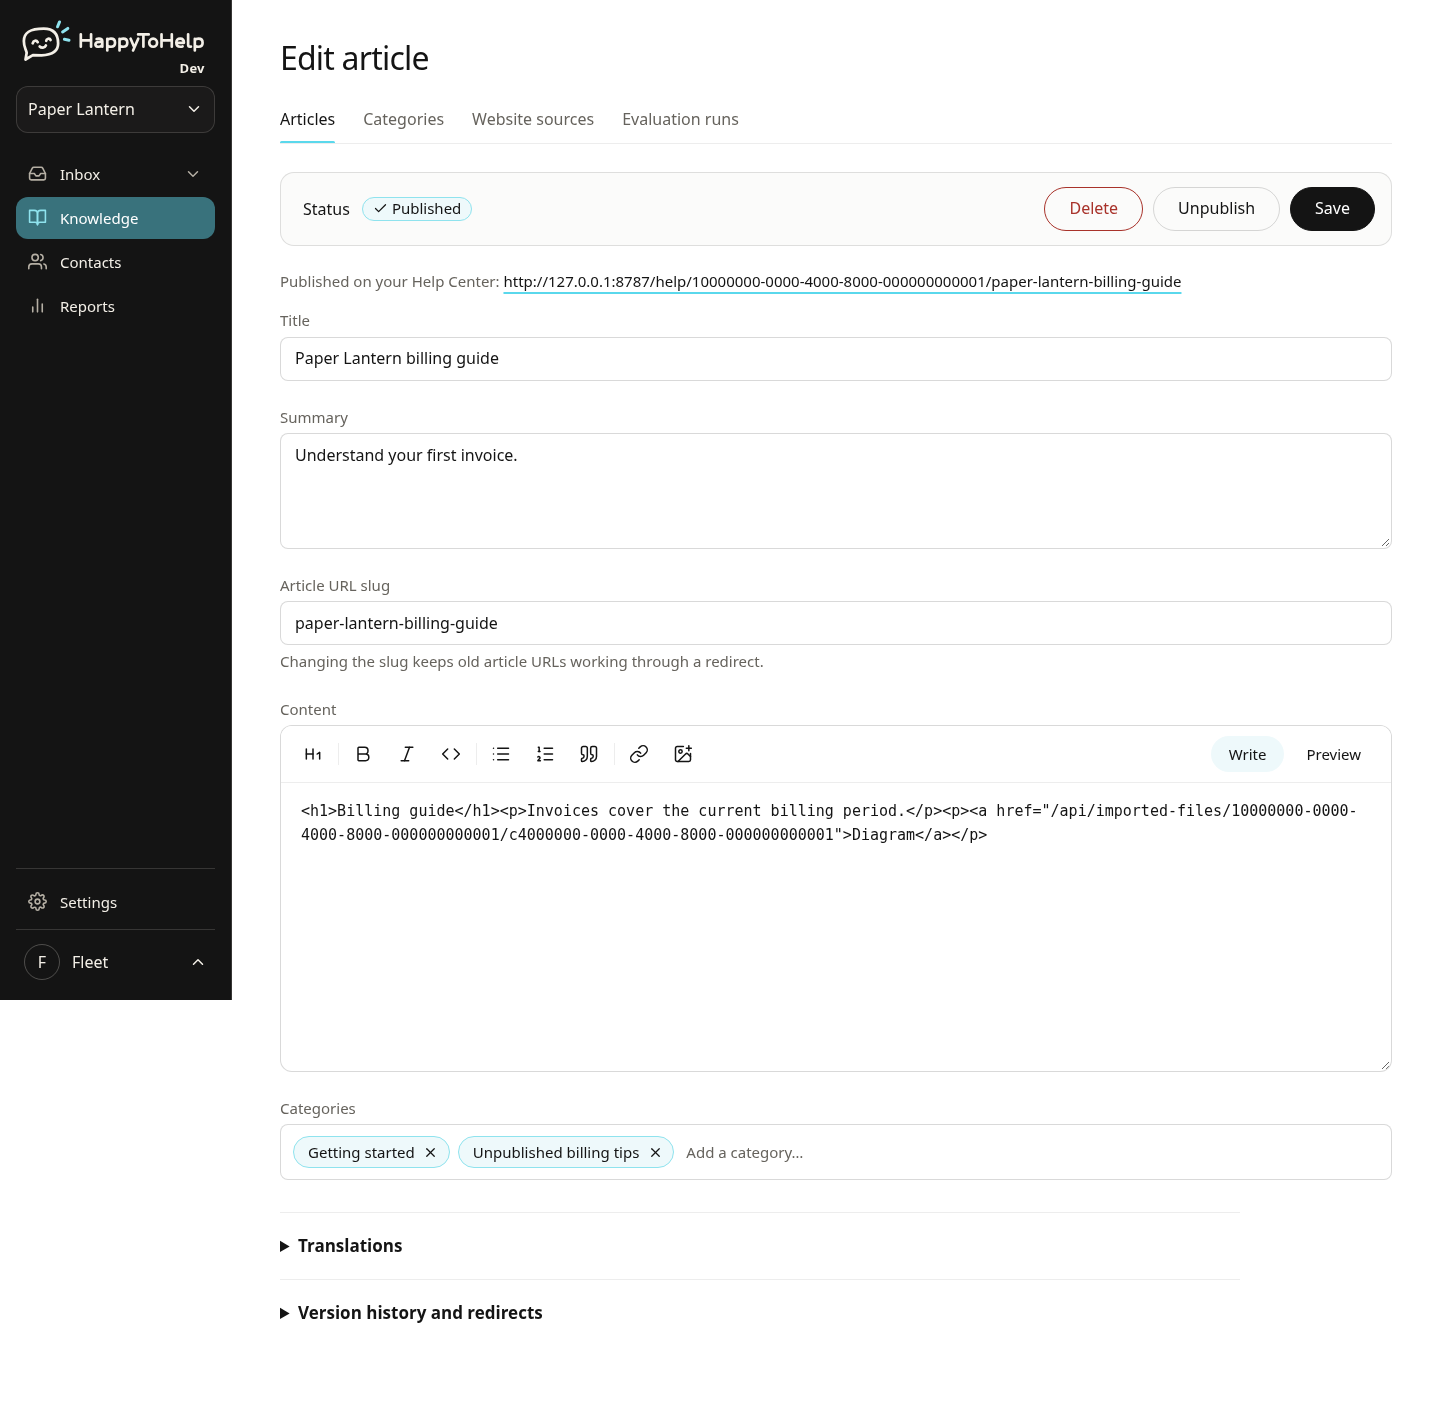 HappyToHelp
Dev
Paper Lantern
Inbox
Knowledge
Contacts
Reports
Settings
F Fleet
Edit article
Articles Categories Website sources Evaluation runs
Status Published Delete Unpublish Save
Published on your Help Center: http://127.0.0.1:8787/help/10000000-0000-4000-8000-000000000001/paper-lantern-billing-guide
Title
Paper Lantern billing guide
Summary
Understand your first invoice.
Article URL slug
paper-lantern-billing-guide
Changing the slug keeps old article URLs working through a redirect.
Content
H1 B I Write Preview
<h1>Billing guide</h1><p>Invoices cover the current billing period.</p><p><a href="/api/imported-files/10000000-0000-
4000-8000-000000000001/c4000000-0000-4000-8000-000000000001">Diagram</a></p>
Categories
Getting started Unpublished billing tips Add a category...
Translations
Version history and redirects